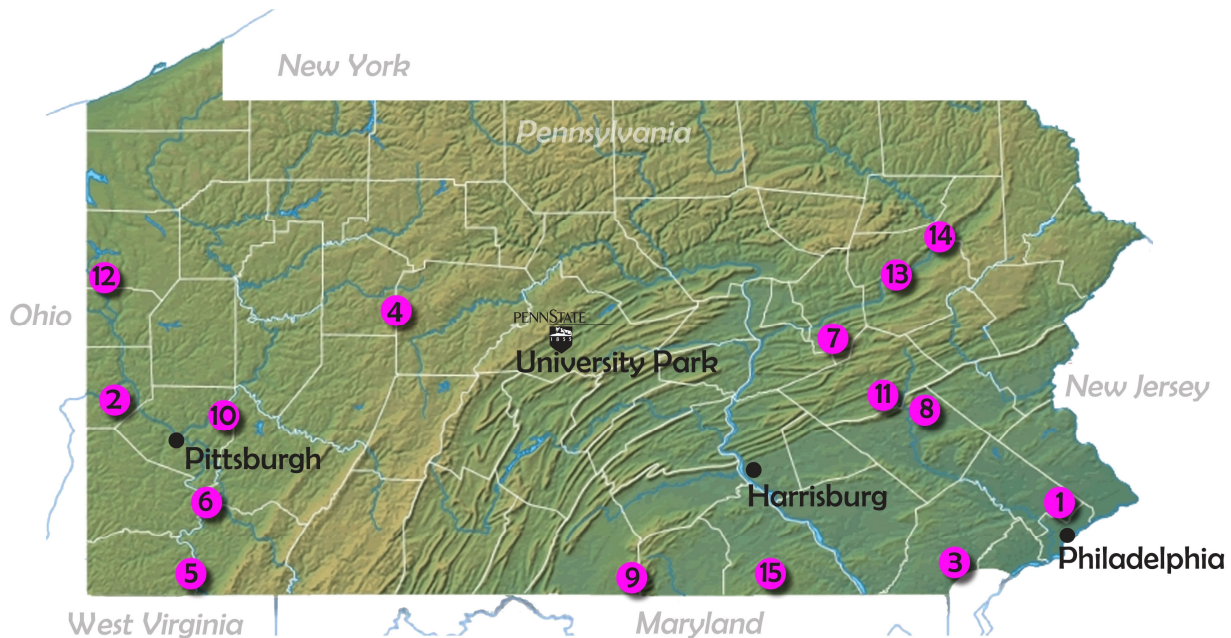 New York
Pennsylvania
14
13
12
4
Ohio
PENNSTATE
1855
7
University Park
New Jersey
2
11
8
10
Pittsburgh
Harrisburg
6
1
Philadelphia
5
9
15
3
West Virginia
Maryland